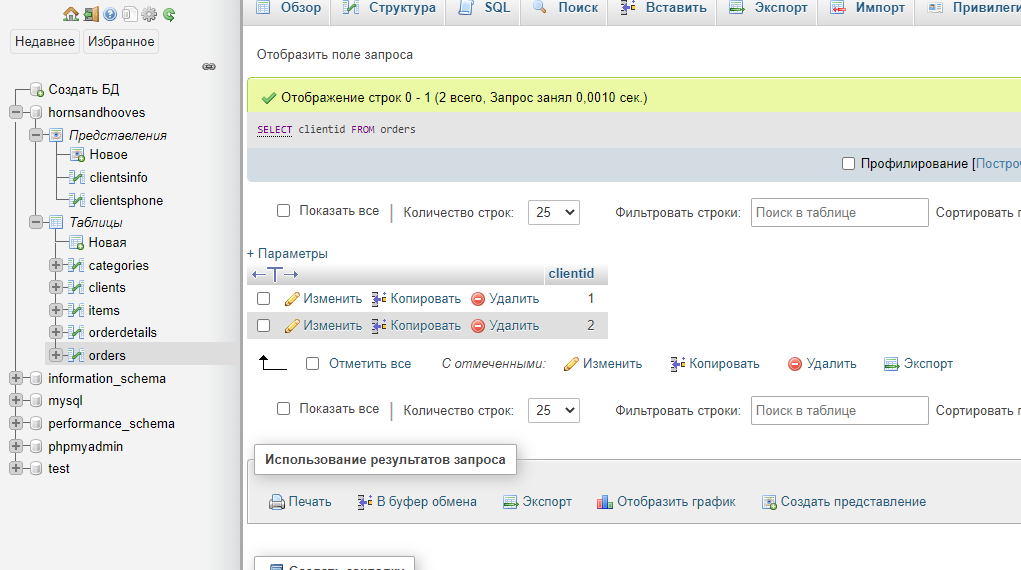 Недавнее Избранное
Создать БД
hornsandhooves
Представления
Новое
clientsinfo
clientsphone
Таблицы
Новая
categories
clients
items
orderdetails
orders
information_schema
mysql
performance_schema
phpmyadmin
test
Обзор Структура SQL Поиск Вставить Экспорт Импорт
Отобразить поле запроса
Отображение строк 0 - 1 (2 всего, Запрос занял 0,0010 сек.)
SELECT clientid FROM orders
Профилирование [
Показать все | Количество строк: 25 Фильтровать строки: Поиск в таблице Сортировать
+ Параметры
←T→ clientid
Изменить Копировать Удалить 1
Изменить Копировать Удалить 2
Отметить все С отмеченными: Изменить Копировать Удалить Экспорт
Показать все | Количество строк: 25 Фильтровать строки: Поиск в таблице Сортировать
Использование результатов запроса
Печать В буфер обмена Экспорт Отобразить график Создать представление